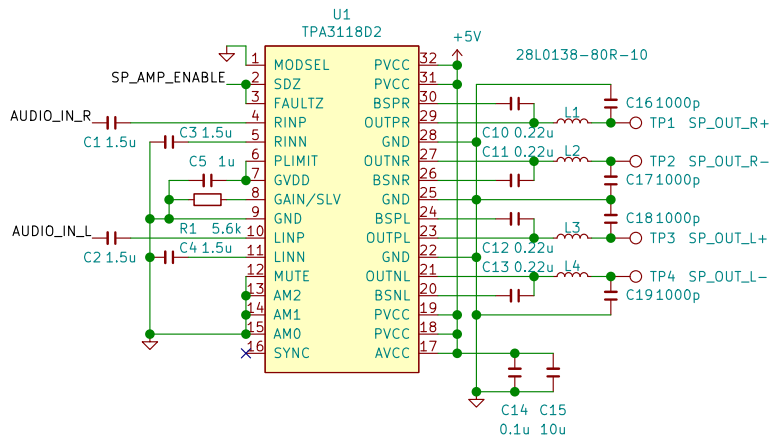 U1
TPA3118D2
+5V
28L0138-80R-10
SP_AMP_ENABLE
AUDIO_IN_R
AUDIO_IN_L
C1 1.5u
C3 1.5u
C5 1u
R1 5.6k
C2 1.5u
C4 1.5u
1 MODSEL
2 SDZ
3 FAULTZ
4 RINP
5 RINN
6 PLIMIT
7 GVDD
8 GAIN/SLV
9 GND
10 LINP
11 LINN
12 MUTE
13 AM2
14 AM1
15 AM0
16 SYNC
PVCC 32
PVCC 31
BSPR 30
OUTPR 29
GND 28
OUTNR 27
BSNR 26
GND 25
BSPL 24
OUTPL 23
GND 22
OUTNL 21
BSNL 20
PVCC 19
PVCC 18
AVCC 17
C10 0.22u
C11 0.22u
C12 0.22u
C13 0.22u
L1
L2
L3
L4
C16 1000p
TP1 SP_OUT_R+
TP2 SP_OUT_R-
C17 1000p
C18 1000p
TP3 SP_OUT_L+
TP4 SP_OUT_L-
C19 1000p
C14 C15
0.1u 10u